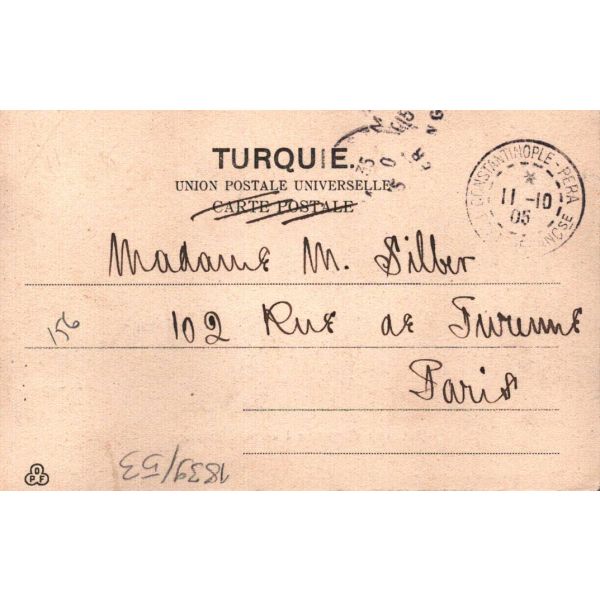 TURQUIE.
UNION POSTALE UNIVERSELLE
CARTE POSTALE
CONSTANTINOPLE-PERA
11 -10
05
Madame M. Silber
156
102 Rue de Turenne
Paris
1839/53
O
P F